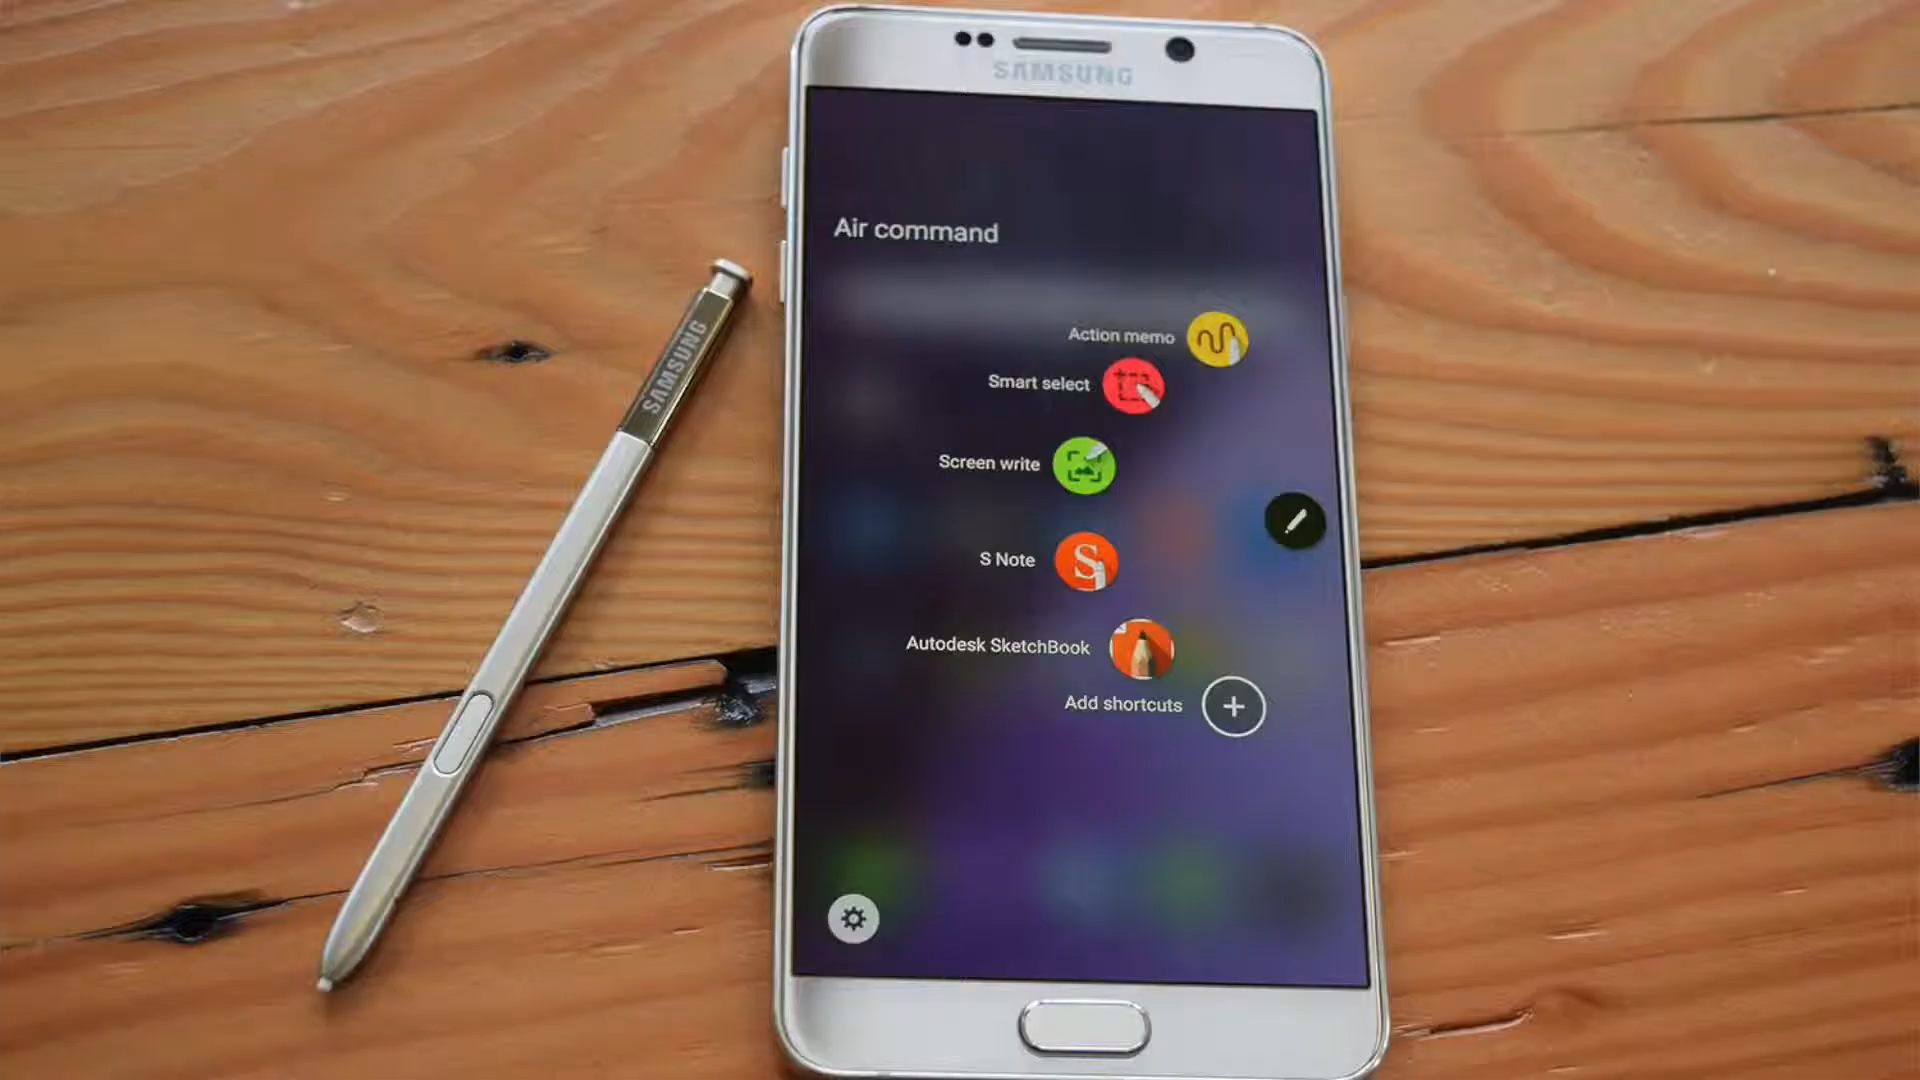 SAMSUNG
Air command
Action memo
Smart select
Screen write
S Note
S
Autodesk SketchBook
Add shortcuts
SAMSUNG